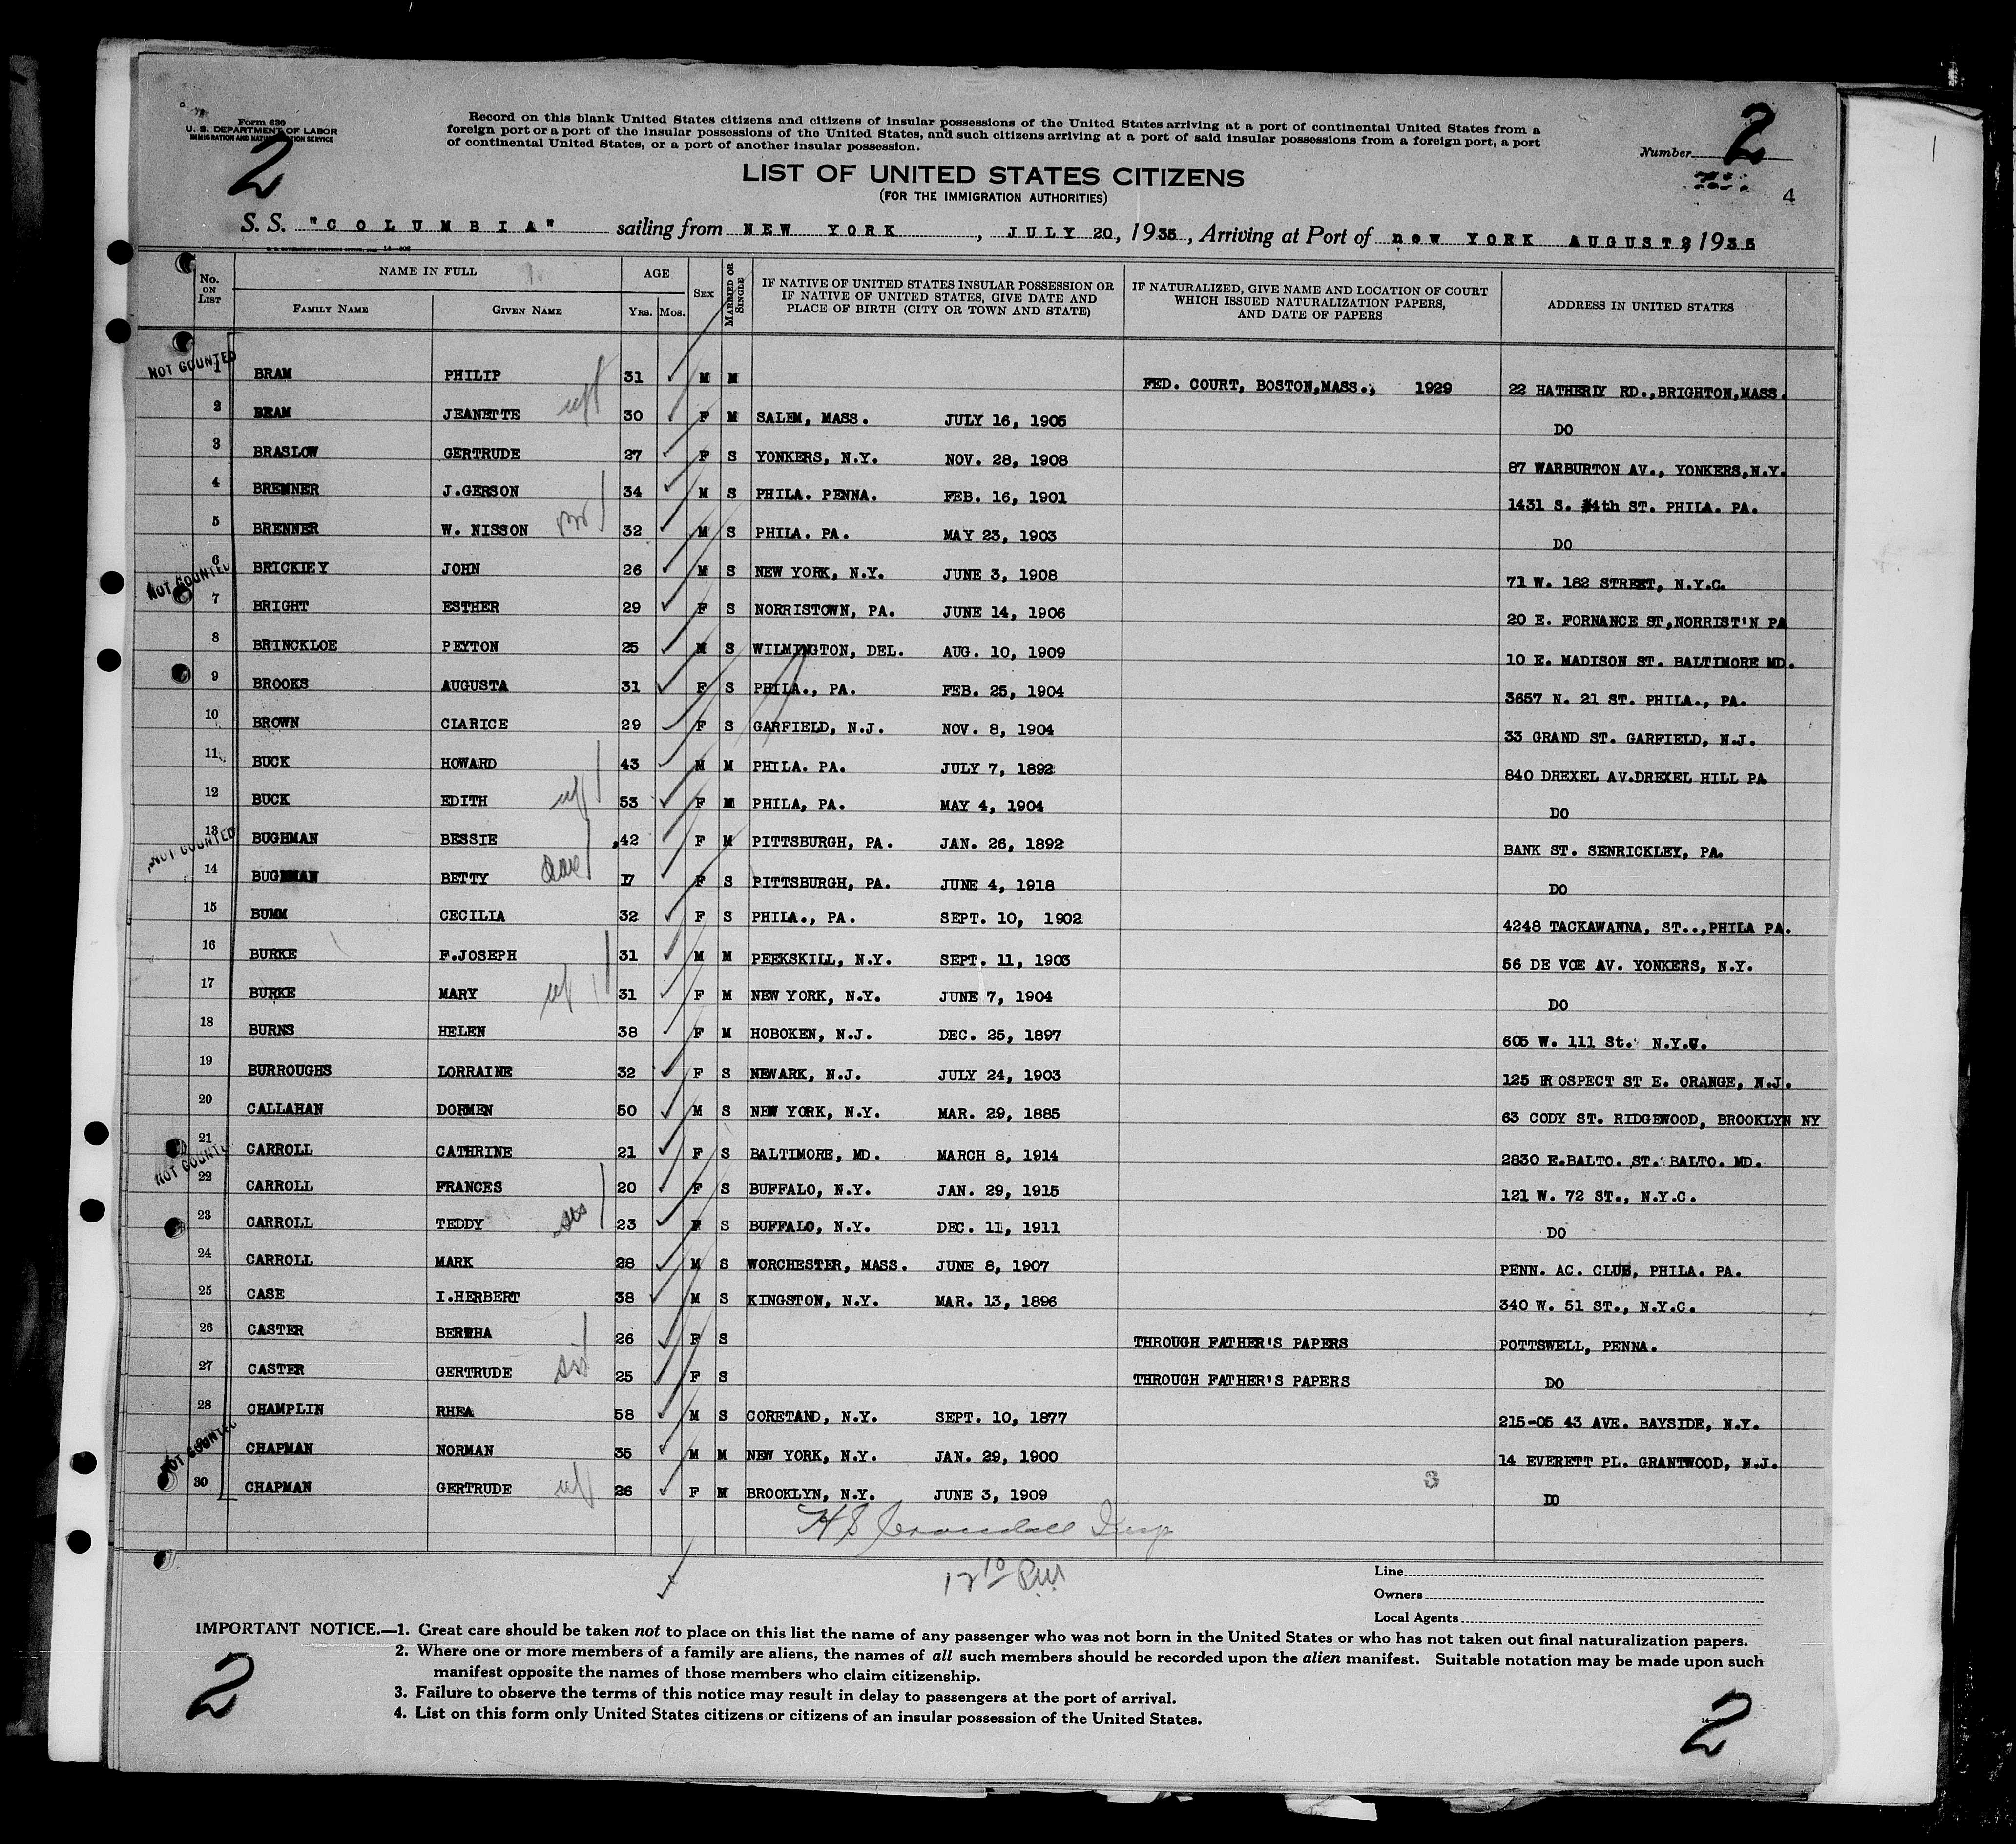 Form 630
U. S. DEPARTMENT OF LABOR
IMMIGRATION AND NATURALIZATION SERVICE
2
Record on this blank United States citizens and citizens of insular possessions of the United States arriving at a port of continental United States from a
foreign port or a port of the insular possessions of the United States, and such citizens arriving at a port of said insular possessions from a foreign port, a port
of continental United States, or a port of another insular possession.
Number 2
4
LIST OF UNITED STATES CITIZENS
(FOR THE IMMIGRATION AUTHORITIES)
S. S. "COLUMBIA" sailing from NEW YORK, JULY 20, 1935, Arriving at Port of neW YORK AUGUST 2, 1935
No. ON LIST NAME IN FULL AGE SEX MARRIED OR SINGLE IF NATIVE OF UNITED STATES INSULAR POSSESSION OR IF NATIVE OF UNITED STATES, GIVE DATE AND PLACE OF BIRTH (CITY OR TOWN AND STATE) IF NATURALIZED, GIVE NAME AND LOCATION OF COURT WHICH ISSUED NATURALIZATION PAPERS, AND DATE OF PAPERS ADDRESS IN UNITED STATES
FAMILY NAME GIVEN NAME YRS. MOS.
NOT COUNTED
1 BRAM PHILIP 31 M M FED. COURT, BOSTON,MASS., 1929 22 HATHERIY RD.,BRIGHTON,MASS.
2 BRAM JEANETTE 30 F M SALEM, MASS. JULY 16, 1905 DO
3 BRASLOW GERTRUDE 27 F S YONKERS, N.Y. NOV. 28, 1908 87 WARBURTON AV., YONKERS,N.Y.
4 BRENNER J.GERSON 34 M S PHILA. PENNA. FEB. 16, 1901 1431 S. 4th ST. PHILA. PA.
5 BRENNER W. NISSON 32 M S PHILA. PA. MAY 23, 1903 DO
6 BRICKIEY JOHN 26 M S NEW YORK, N.Y. JUNE 3, 1908 71 W. 182 STREET, N.Y.C.
NOT COUNTED
7 BRIGHT ESTHER 29 F S NORRISTOWN, PA. JUNE 14, 1906 20 E. FORNANCE ST,NORRIST'N PA
8 BRINCKLOE PEYTON 25 M S WILMINGTON, DEL. AUG. 10, 1909 10 E. MADISON ST. BALTIMORE MD.
9 BROOKS AUGUSTA 31 F S PHILA., PA. FEB. 25, 1904 3657 N. 21 ST. PHILA., PA.
10 BROWN CIARICE 29 F S GARFIELD, N.J. NOV. 8, 1904 33 GRAND ST. GARFIELD, N.J.
11 BUCK HOWARD 43 M M PHILA. PA. JULY 7, 1892 840 DREXEL AV.DREXEL HILL PA
12 BUCK EDITH 53 F M PHILA, PA. MAY 4, 1904 DO
13 BUGHMAN BESSIE 42 F M PITTSBURGH, PA. JAN. 26, 1892 BANK ST. SENRICKLEY, PA.
NOT COUNTED
14 BUGHMAN BETTY 17 F S PITTSBURGH, PA. JUNE 4, 1918 DO
15 BUMM CECILIA 32 F S PHILA., PA. SEPT. 10, 1902 4248 TACKAWANNA, ST..,PHILA PA.
16 BURKE F.JOSEPH 31 M M PEEKSKILL, N.Y. SEPT. 11, 1903 56 DE VOE AV. YONKERS, N.Y.
17 BURKE MARY 31 F M NEW YORK, N.Y. JUNE 7, 1904 DO
18 BURNS HELEN 38 F M HOBOKEN, N.J. DEC. 25, 1897 605 W. 111 St. N.Y.C.
19 BURROUGHS LORRAINE 32 F S NEWARK, N.J. JULY 24, 1903 125 PROSPECT ST E. ORANGE, N.J.
20 CALLAHAN DORMEN 50 M S NEW YORK, N.Y. MAR. 29, 1885 63 CODY ST. RIDGEWOOD, BROOKLYN NY
21 CARROLL CATHRINE 21 F S BALTIMORE, MD. MARCH 8, 1914 2830 E.BALTO. ST. BALTO. MD.
NOT COUNTED
22 CARROLL FRANCES 20 F S BUFFALO, N.Y. JAN. 29, 1915 121 W. 72 ST., N.Y.C.
23 CARROLL TEDDY 23 F S BUFFALO, N.Y. DEC. 11, 1911 DO
24 CARROLL MARK 28 M S WORCHESTER, MASS. JUNE 8, 1907 PENN. AC. CLUB, PHILA. PA.
25 CASE I.HERBERT 38 M S KINGSTON, N.Y. MAR. 13, 1896 340 W. 51 ST., N.Y.C.
26 CASTER BERTHA 26 F S THROUGH FATHER'S PAPERS POTTSWELL, PENNA.
27 CASTER GERTRUDE 25 F S THROUGH FATHER'S PAPERS DO
28 CHAMPLIN RHEA 58 M S CORETAND, N.Y. SEPT. 10, 1877 215-05 43 AVE. BAYSIDE, N.Y.
NOT COUNTED
CHAPMAN NORMAN 35 M M NEW YORK, N.Y. JAN. 29, 1900 14 EVERETT PL. GRANTWOOD, N.J.
30 CHAPMAN GERTRUDE 26 F M BROOKLYN, N.Y. JUNE 3, 1909 3 DO
Line
Owners
Local Agents
IMPORTANT NOTICE.—1. Great care should be taken not to place on this list the name of any passenger who was not born in the United States or who has not taken out final naturalization papers.
2. Where one or more members of a family are aliens, the names of all such members should be recorded upon the alien manifest. Suitable notation may be made upon such
manifest opposite the names of those members who claim citizenship.
3. Failure to observe the terms of this notice may result in delay to passengers at the port of arrival.
4. List on this form only United States citizens or citizens of an insular possession of the United States.
2
2